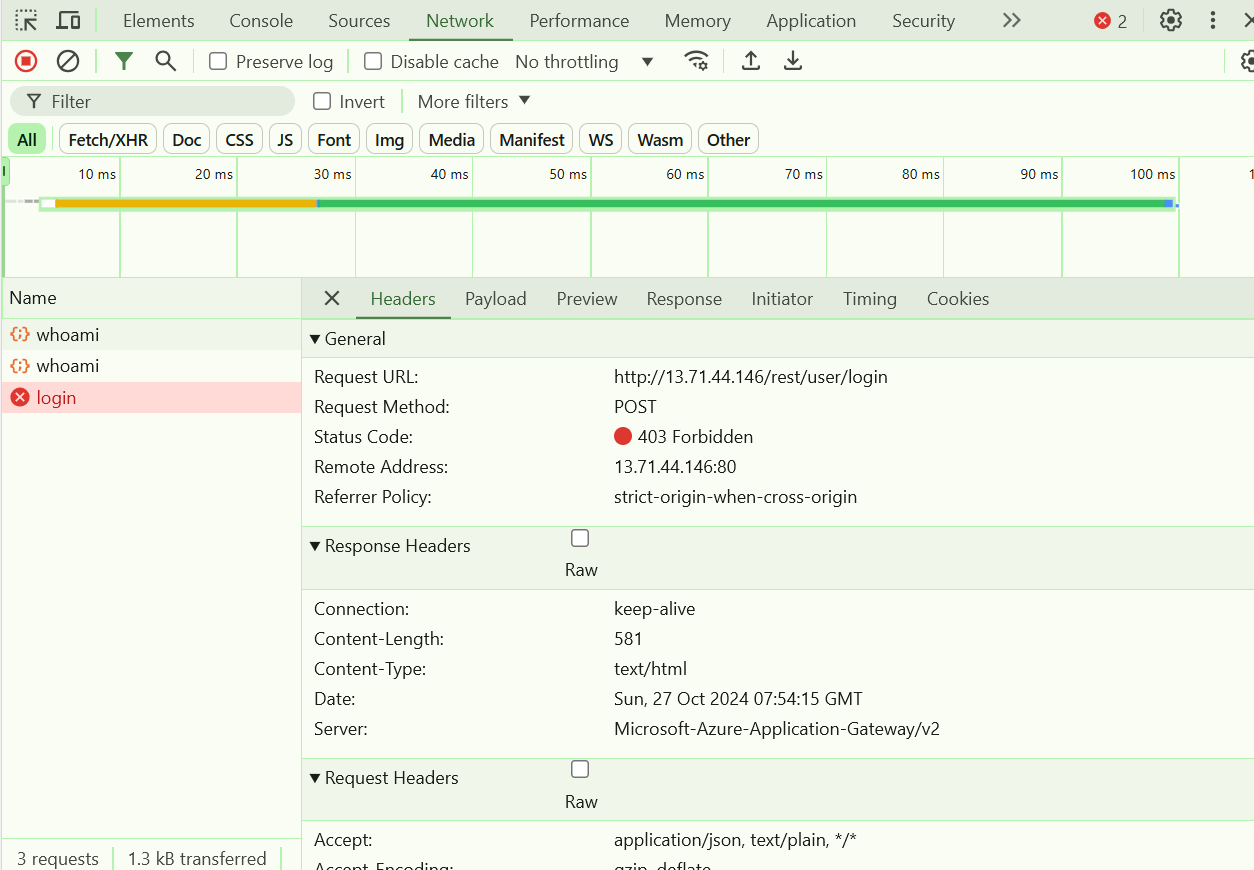 Elements Console Sources Network Performance Memory Application Security 2
Preserve log Disable cache No throttling
Filter Invert More filters
All Fetch/XHR Doc CSS JS Font Img Media Manifest WS Wasm Other
10 ms 20 ms 30 ms 40 ms 50 ms 60 ms 70 ms 80 ms 90 ms 100 ms 1
Name
whoami
whoami
login
3 requests 1.3 kB transferred
Headers Payload Preview Response Initiator Timing Cookies
General
Request URL: http://13.71.44.146/rest/user/login
Request Method: POST
Status Code: 403 Forbidden
Remote Address: 13.71.44.146:80
Referrer Policy: strict-origin-when-cross-origin
Response Headers
Raw
Connection: keep-alive
Content-Length: 581
Content-Type: text/html
Date: Sun, 27 Oct 2024 07:54:15 GMT
Server: Microsoft-Azure-Application-Gateway/v2
Request Headers
Raw
Accept: application/json, text/plain, */*
Accept-Encoding: gzip, deflate